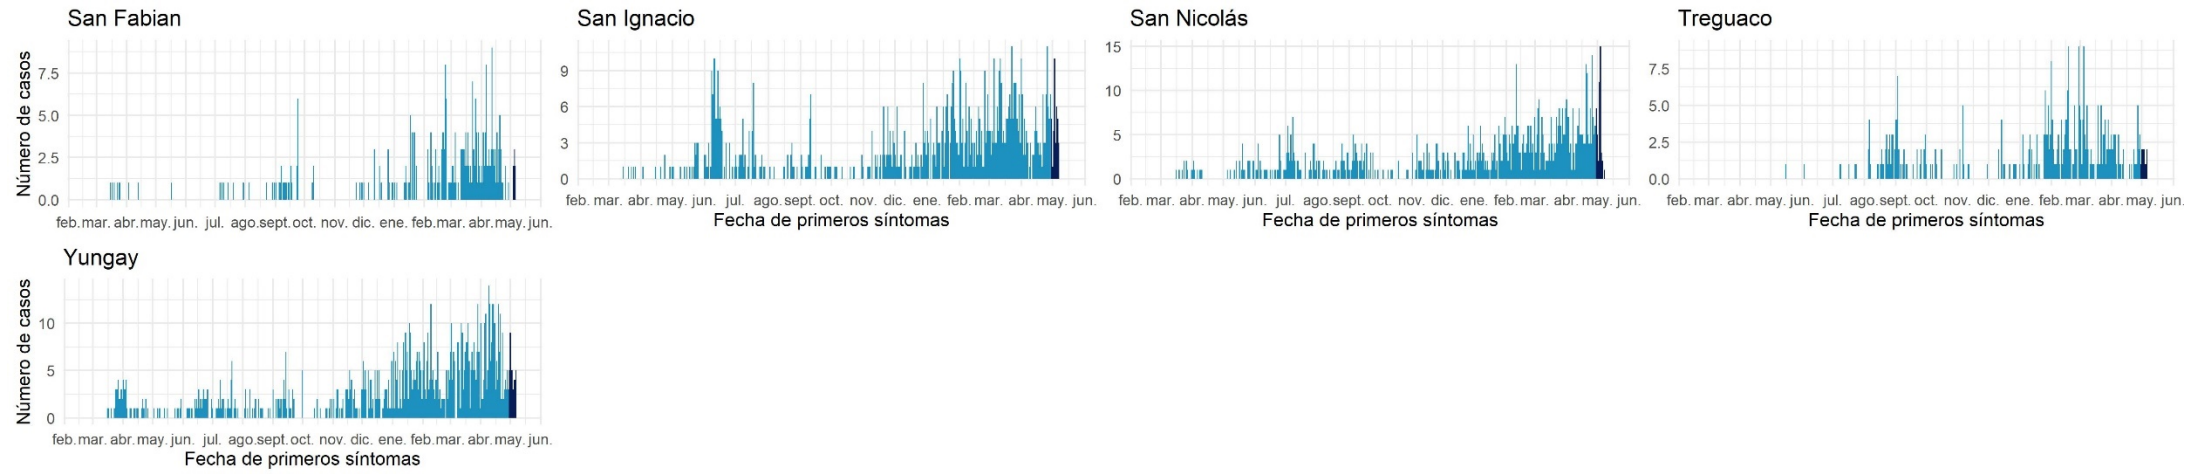 San Fabian
Número de casos
7.5
5.0
2.5
0.0
feb. mar. abr. may. jun. jul. ago. sept. oct. nov. dic. ene. feb. mar. abr. may. jun.
San Ignacio
9
6
3
0
feb. mar. abr. may. jun. jul. ago. sept. oct. nov. dic. ene. feb. mar. abr. may. jun.
Fecha de primeros síntomas
San Nicolás
15
10
5
0
feb. mar. abr. may. jun. jul. ago. sept. oct. nov. dic. ene. feb. mar. abr. may. jun.
Fecha de primeros síntomas
Treguaco
7.5
5.0
2.5
0.0
feb. mar. abr. may. jun. jul. ago. sept. oct. nov. dic. ene. feb. mar. abr. may. jun.
Fecha de primeros síntomas
Yungay
Número de casos
10
5
0
feb. mar. abr. may. jun. jul. ago. sept. oct. nov. dic. ene. feb. mar. abr. may. jun.
Fecha de primeros síntomas